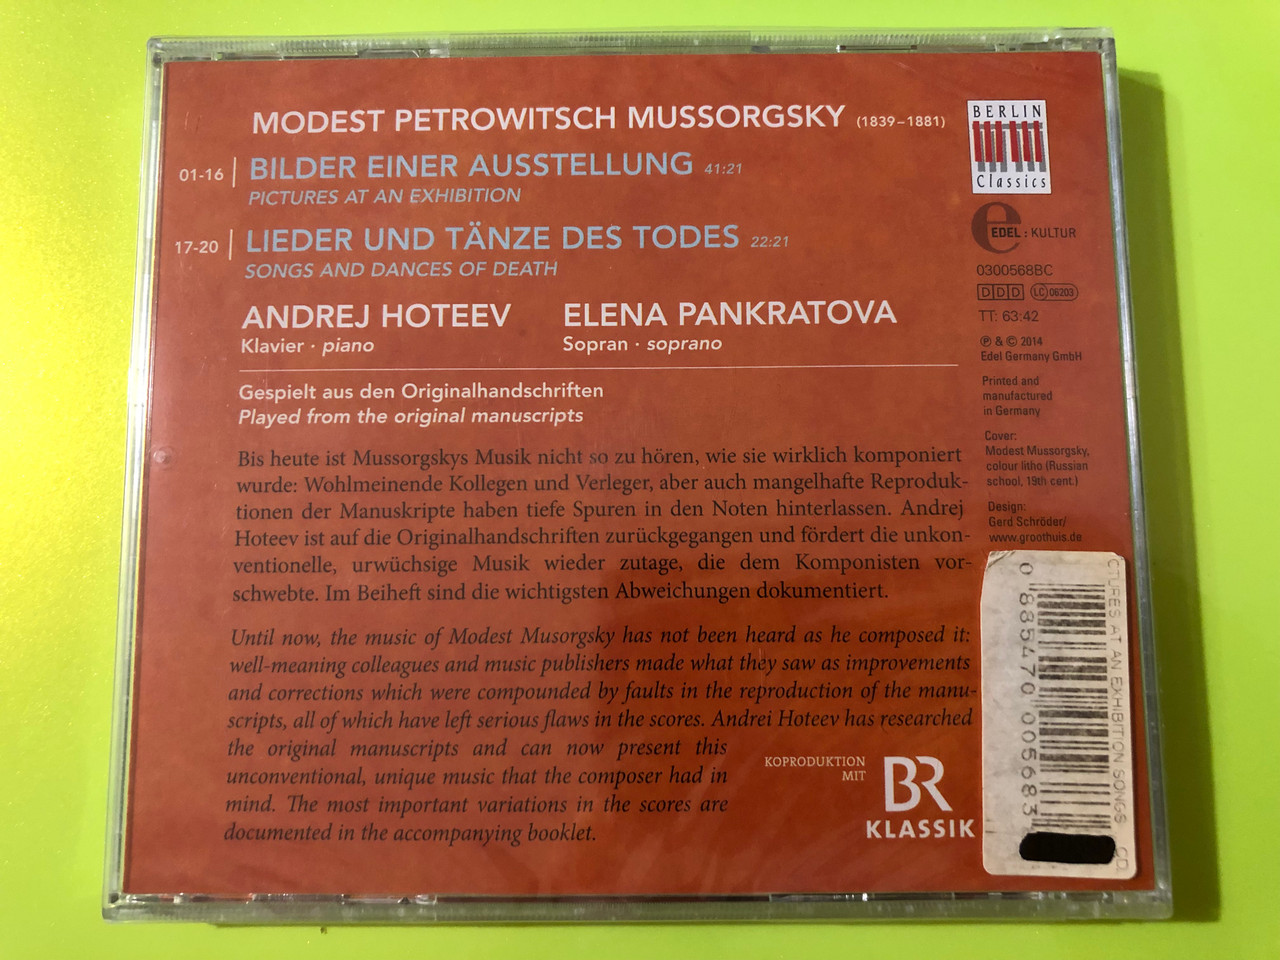 MODEST PETROWITSCH MUSSORGSKY (1839–1881)
01-16 BILDER EINER AUSSTELLUNG 41:21
PICTURES AT AN EXHIBITION
17-20 LIEDER UND TÄNZE DES TODES 22:21
SONGS AND DANCES OF DEATH
ANDREJ HOTEEV
Klavier · piano
ELENA PANKRATOVA
Sopran · soprano
Gespielt aus den Originalhandschriften
Played from the original manuscripts
Bis heute ist Mussorgskys Musik nicht so zu hören, wie sie wirklich komponiert
wurde: Wohlmeinende Kollegen und Verleger, aber auch mangelhafte Reproduk-
tionen der Manuskripte haben tiefe Spuren in den Noten hinterlassen. Andrej
Hoteev ist auf die Originalhandschriften zurückgegangen und fördert die unkon-
ventionelle, urwüchsige Musik wieder zutage, die dem Komponisten vor-
schwebte. Im Beiheft sind die wichtigsten Abweichungen dokumentiert.
Until now, the music of Modest Musorgsky has not been heard as he composed it:
well-meaning colleagues and music publishers made what they saw as improvements
and corrections which were compounded by faults in the reproduction of the manu-
scripts, all of which have left serious flaws in the scores. Andrei Hoteev has researched
the original manuscripts and can now present this
unconventional, unique music that the composer had in
mind. The most important variations in the scores are
documented in the accompanying booklet.
KOPRODUKTION
MIT
BR
KLASSIK
BERLIN
Classics
e
EDEL : KULTUR
0300568BC
DDD LC 06203
TT: 63:42
℗ & © 2014
Edel Germany GmbH
Printed and
manufactured
in Germany
Cover:
Modest Mussorgsky,
colour litho (Russian
school, 19th cent.)
Design:
Gerd Schröder/
www.groothuis.de
CTURES AT AN EXHIBITION SONGS
CD
0 885470 005683